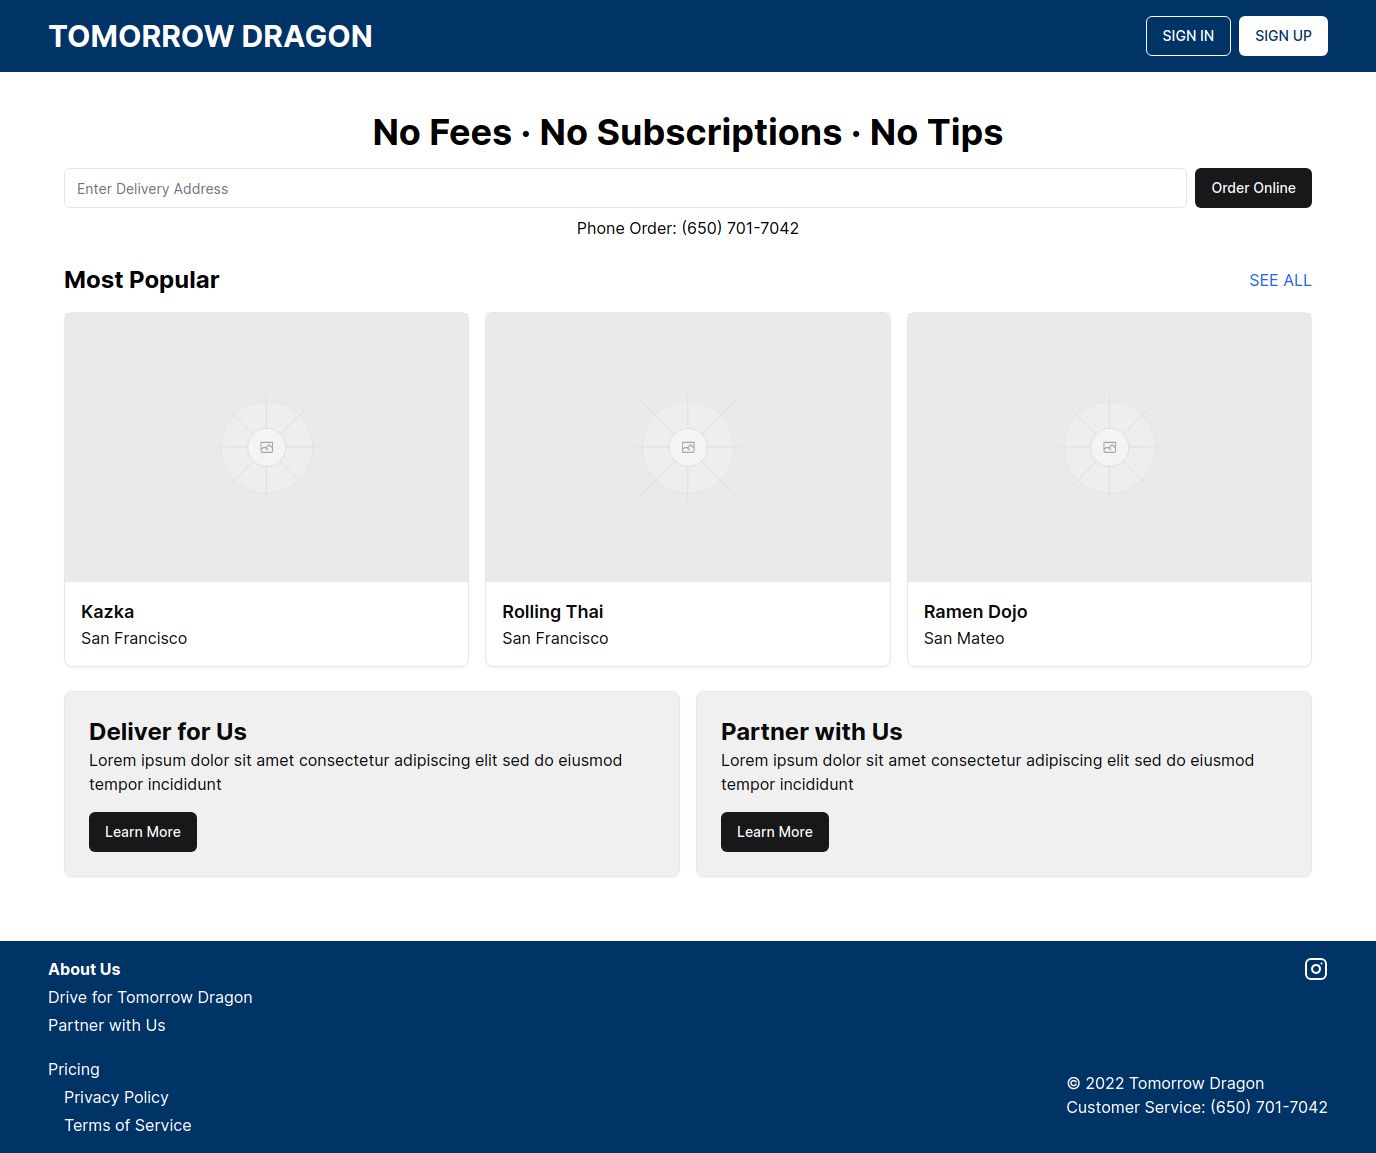 TOMORROW DRAGON
SIGN IN
SIGN UP
No Fees · No Subscriptions · No Tips
Enter Delivery Address
Order Online
Phone Order: (650) 701-7042
Most Popular
SEE ALL
Kazka
San Francisco
Rolling Thai
San Francisco
Ramen Dojo
San Mateo
Deliver for Us
Lorem ipsum dolor sit amet consectetur adipiscing elit sed do eiusmod
tempor incididunt
Learn More
Partner with Us
Lorem ipsum dolor sit amet consectetur adipiscing elit sed do eiusmod
tempor incididunt
Learn More
About Us
Drive for Tomorrow Dragon
Partner with Us
Pricing
Privacy Policy
Terms of Service
© 2022 Tomorrow Dragon
Customer Service: (650) 701-7042